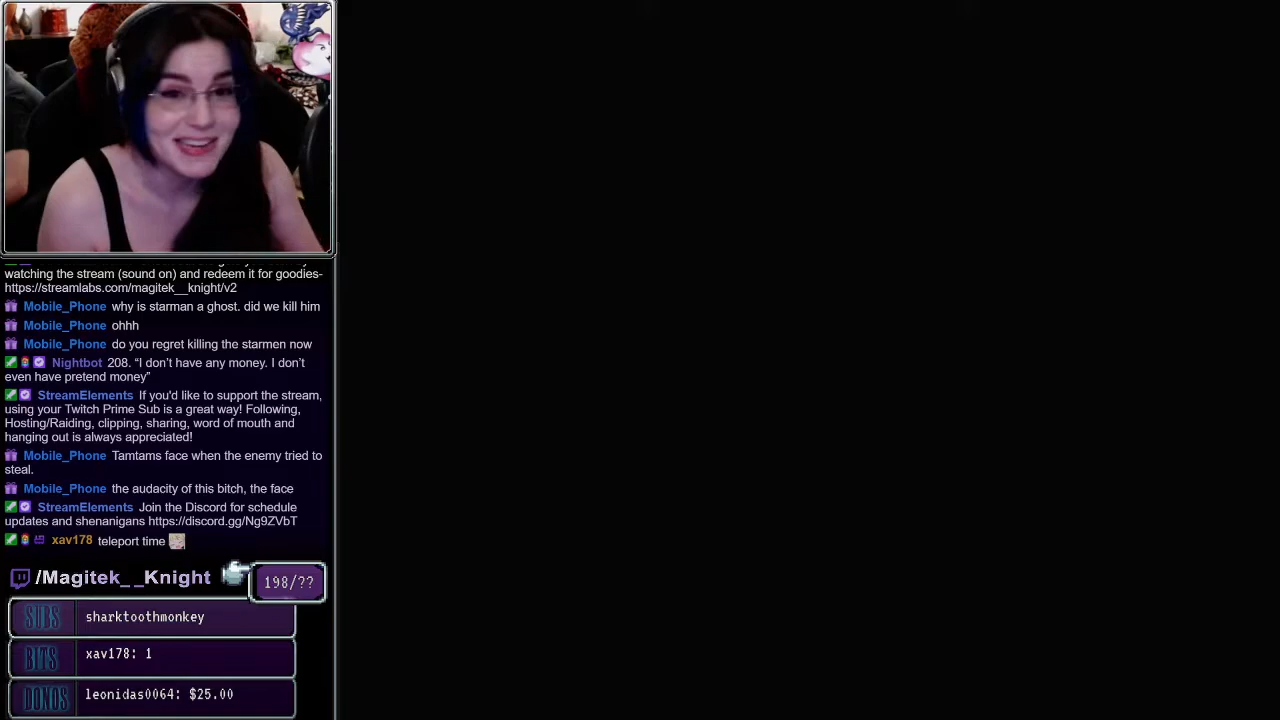 watching the stream (sound on) and redeem it for goodies-
https://streamlabs.com/magitek__knight/v2
Mobile_Phone why is starman a ghost. did we kill him
Mobile_Phone ohhh
Mobile_Phone do you regret killing the starmen now
Nightbot 208. “I don’t have any money. I don’t
even have pretend money”
StreamElements If you'd like to support the stream,
using your Twitch Prime Sub is a great way! Following,
Hosting/Raiding, clipping, sharing, word of mouth and
hanging out is always appreciated!
Mobile_Phone Tamtams face when the enemy tried to
steal.
Mobile_Phone the audacity of this bitch, the face
StreamElements Join the Discord for schedule
updates and shenanigans https://discord.gg/Ng9ZVbT
xav178 teleport time
/Magitek__Knight 198/??
SUBS sharktoothmonkey
BITS xav178: 1
DONOS leonidas0064: $25.00